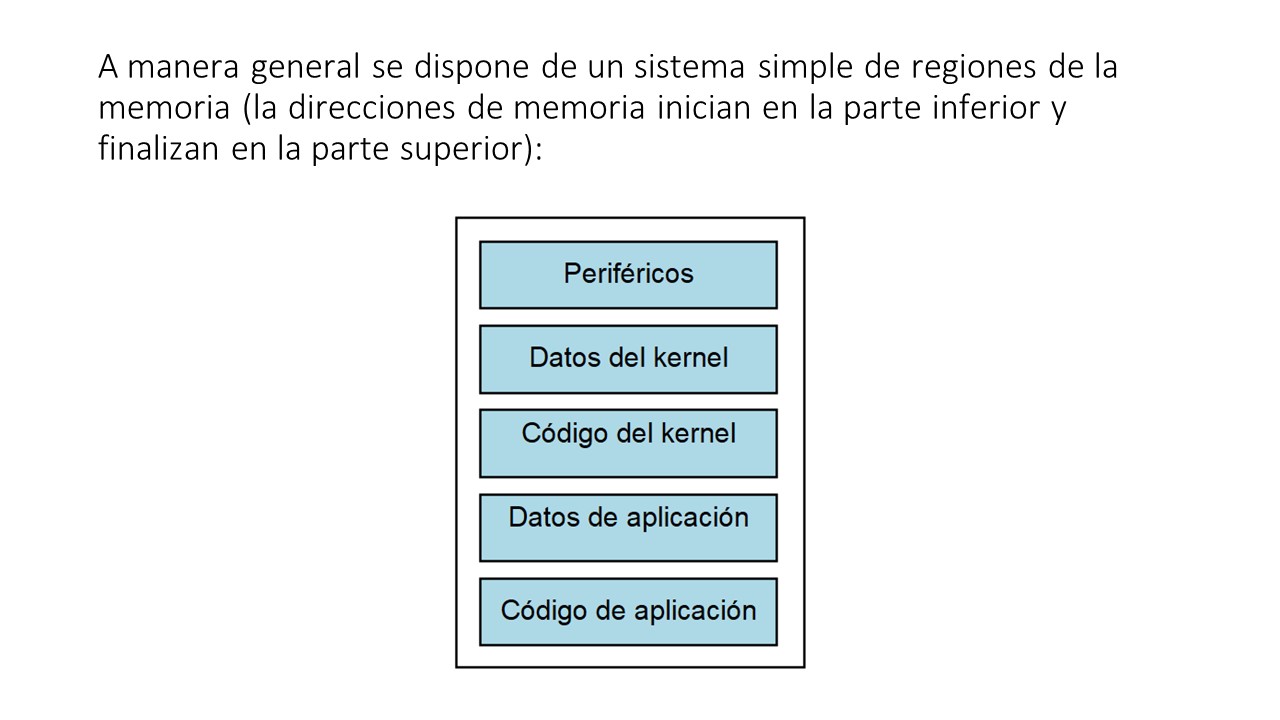 A manera general se dispone de un sistema simple de regiones de la
memoria (la direcciones de memoria inician en la parte inferior y
finalizan en la parte superior):
Periféricos
Datos del kernel
Código del kernel
Datos de aplicación
Código de aplicación